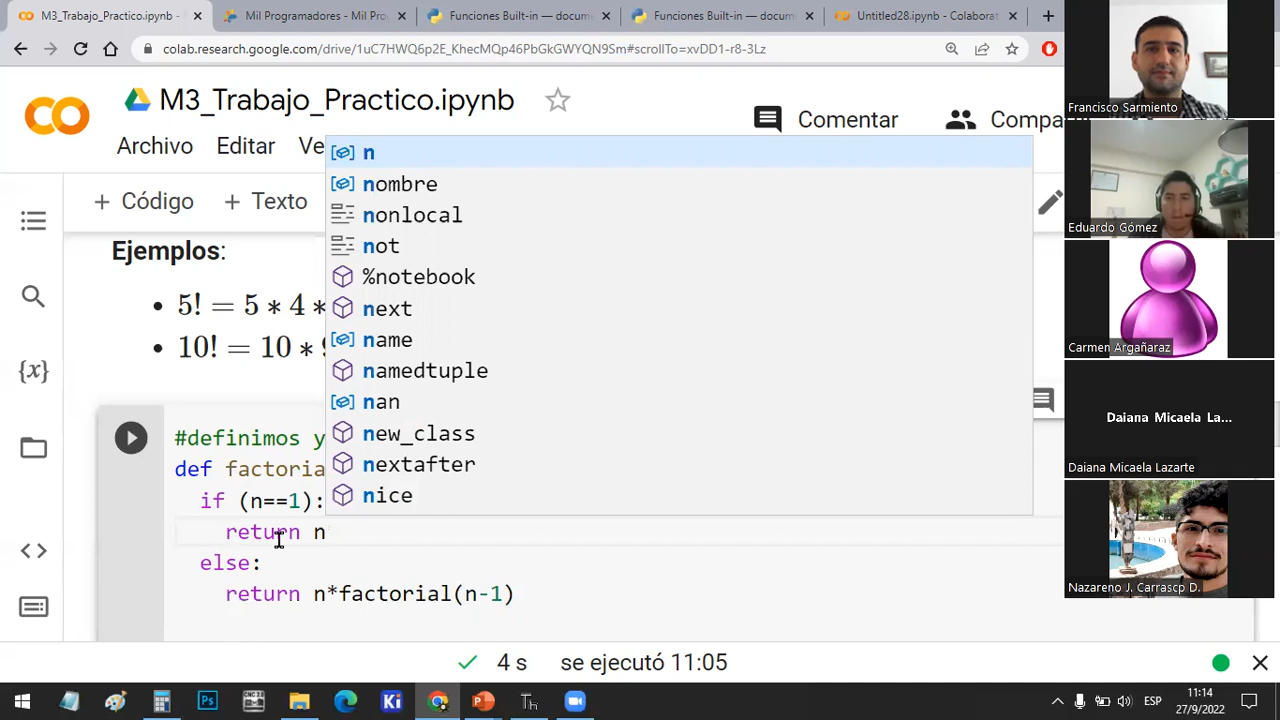 M3_Trabajo_Practico.ipynb -
Mil Programadores - Mil Pro
Funciones Built-in — docum
Funciones Built-in — docum
Untitled28.ipynb - Colaborat
colab.research.google.com/drive/1uC7HWQ6p2E_KhecMQp46PbGkGWYQN9Sm#scrollTo=xvDD1-r8-3Lz
M3_Trabajo_Practico.ipynb
Comentar
Compa
Archivo Editar Ve
+ Código + Texto
Ejemplos:
• 5! = 5 * 4 *
• 10! = 10 * 9
n
nombre
nonlocal
not
%notebook
next
name
namedtuple
nan
new_class
nextafter
nice
#definimos y
def factoria
if (n==1):
return n
else:
return n*factorial(n-1)
4 s se ejecutó 11:05
Francisco Sarmiento
Eduardo Gómez
Carmen Argañaraz
Daiana Micaela La...
Daiana Micaela Lazarte
Nazareno J. Carrascp D.
Ps
Ki
Th
ESP
11:14
27/9/2022